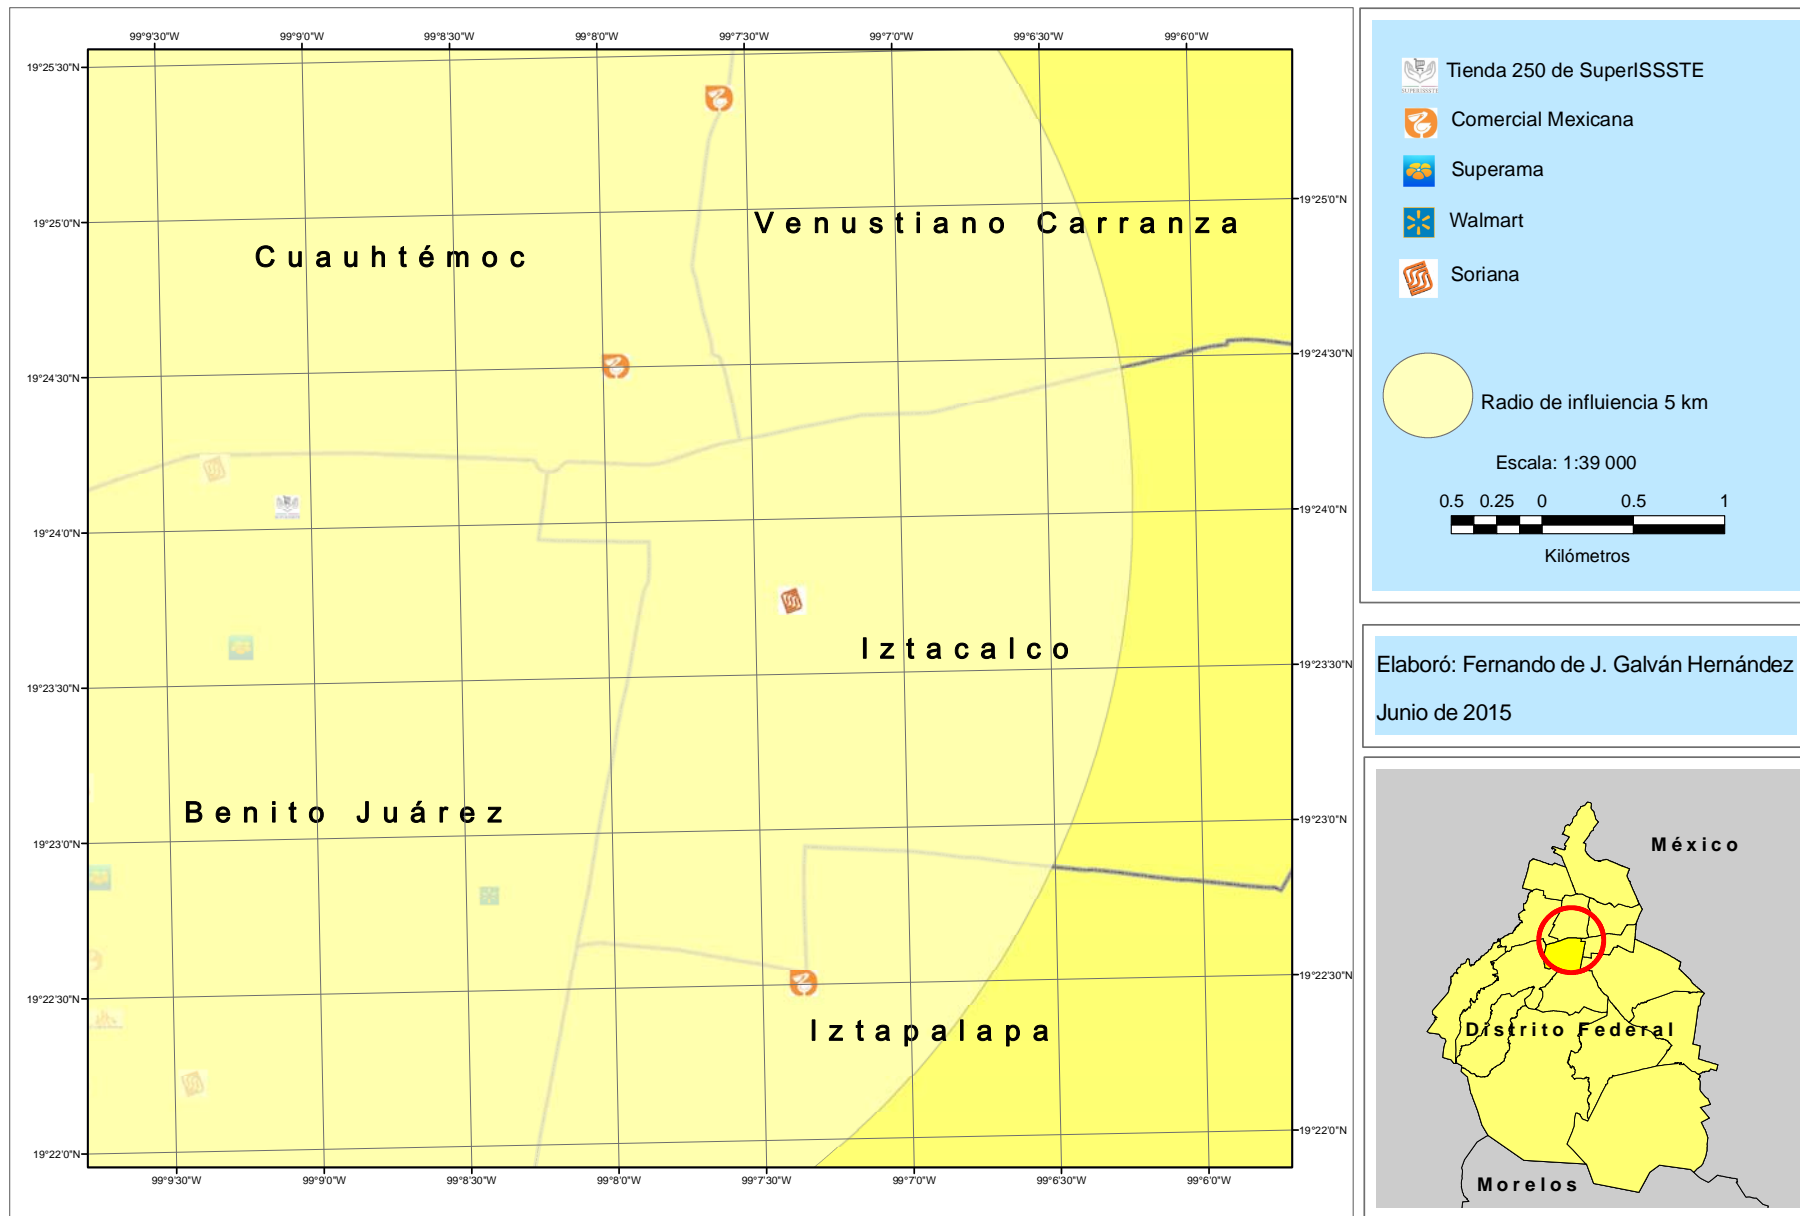 99°9'30"W 99°9'0"W 99°8'30"W 99°8'0"W 99°7'30"W 99°7'0"W 99°6'30"W 99°6'0"W
19°25'30"N
19°25'0"N
19°25'0"N
Venustiano Carranza
Cuauhtémoc
19°24'30"N
19°24'30"N
19°24'0"N
19°24'0"N
Iztacalco
19°23'30"N
19°23'30"N
Benito Juárez
19°23'0"N
19°23'0"N
19°22'30"N
19°22'30"N
Iztapalapa
19°22'0"N
19°22'0"N
99°9'30"W 99°9'0"W 99°8'30"W 99°8'0"W 99°7'30"W 99°7'0"W 99°6'30"W 99°6'0"W
Tienda 250 de SuperISSSTE
SUPERISSSTE
Comercial Mexicana
Superama
Walmart
Soriana
Radio de influiencia 5 km
Escala: 1:39 000
0.5 0.25 0 0.5 1
Kilómetros
Elaboró: Fernando de J. Galván Hernández
Junio de 2015
México
Distrito Federal
Morelos